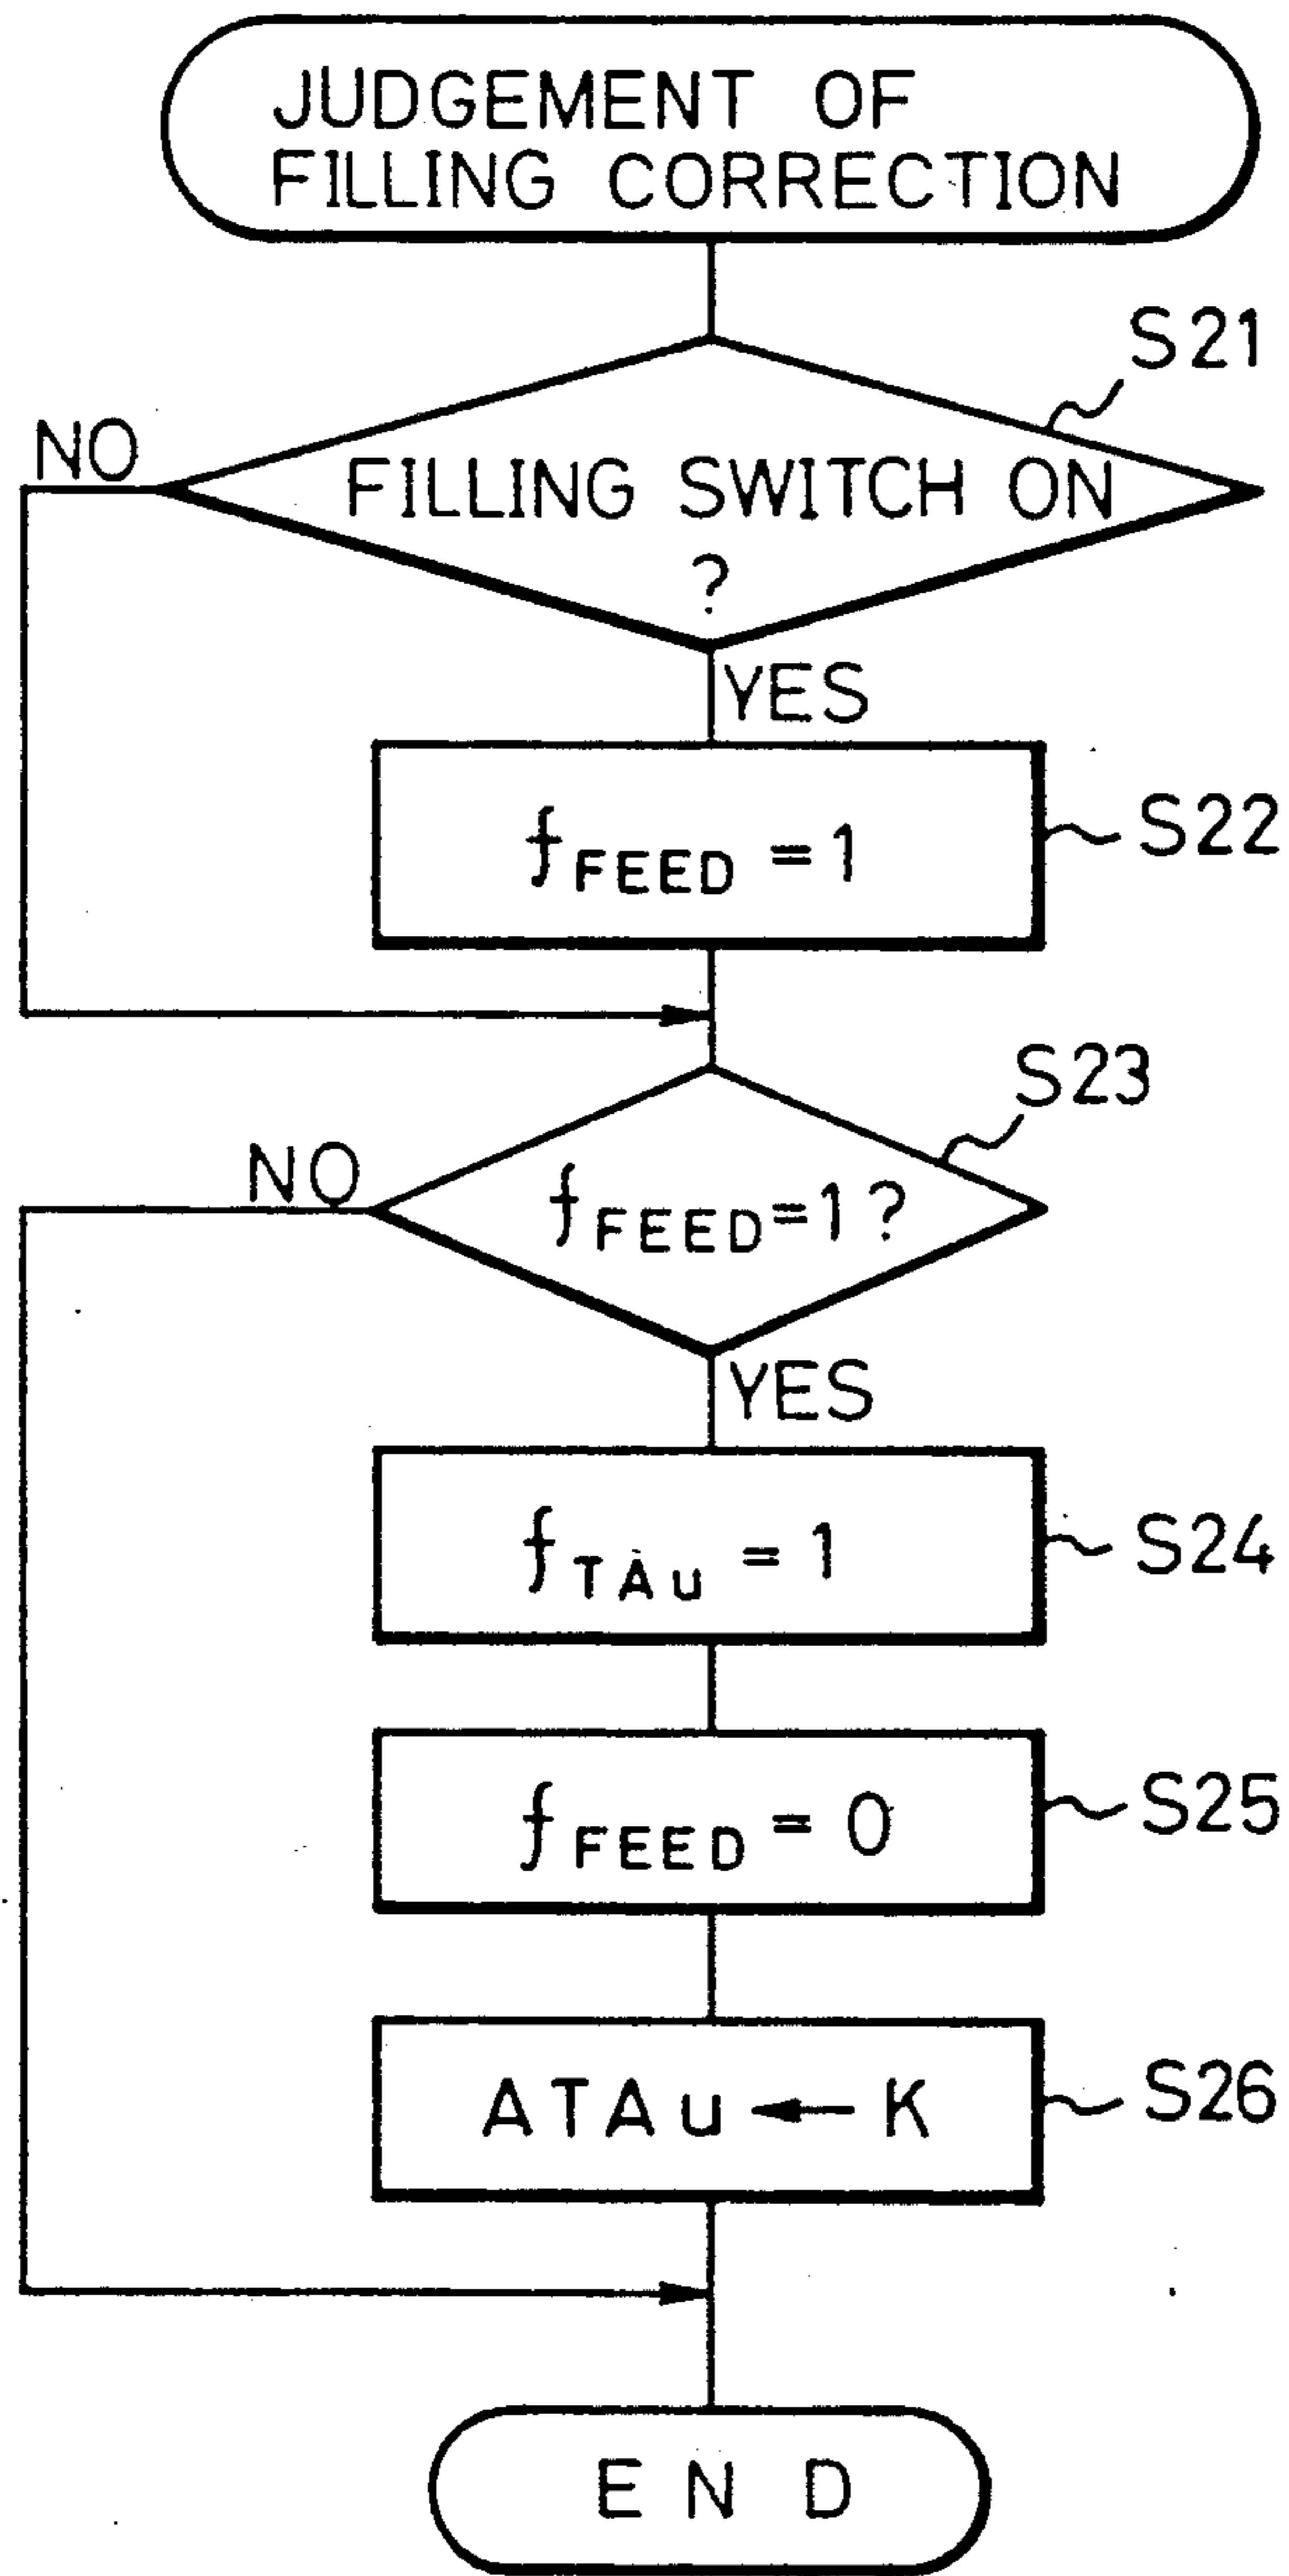 JUDGEMENT OF
FILLING CORRECTION
S21
NO
FILLING SWITCH ON
?
YES
fFEED = 1
S22
S23
NO
fFEED=1?
YES
fTAu = 1
S24
fFEED = 0
S25
ATAu ← K
S26
END